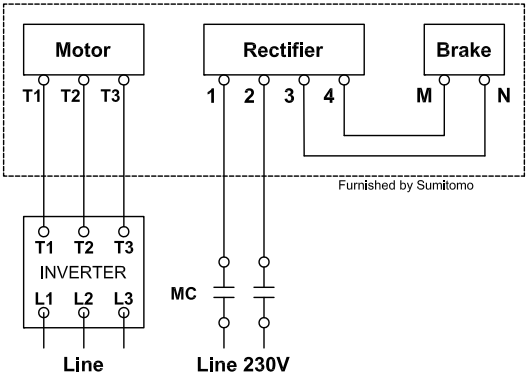 Motor Rectifier Brake
T1 T2 T3 1 2 3 4 M N
Furnished by Sumitomo
T1 T2 T3
INVERTER
L1 L2 L3
MC
Line Line 230V